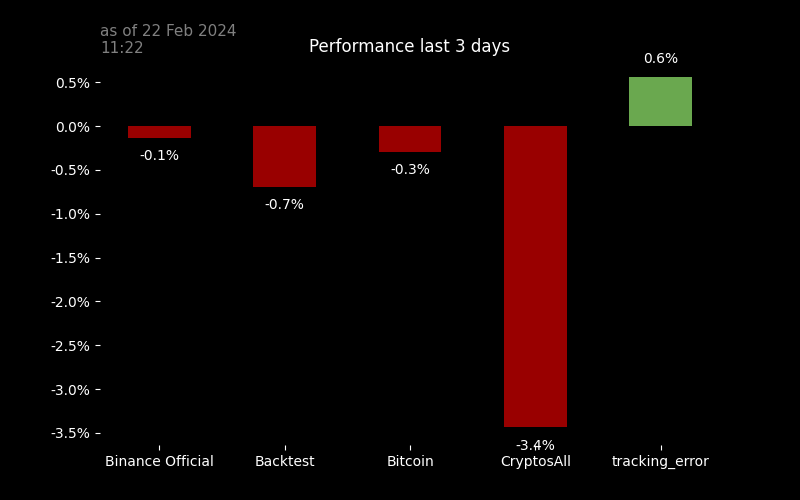 as of 22 Feb 2024
11:22
Performance last 3 days
0.6%
0.5%
0.0%
-0.1%
-0.5%
-0.3%
-0.7%
-1.0%
-1.5%
-2.0%
-2.5%
-3.0%
-3.5%
-3.4%
Binance Official
Backtest
Bitcoin
CryptosAll
tracking_error